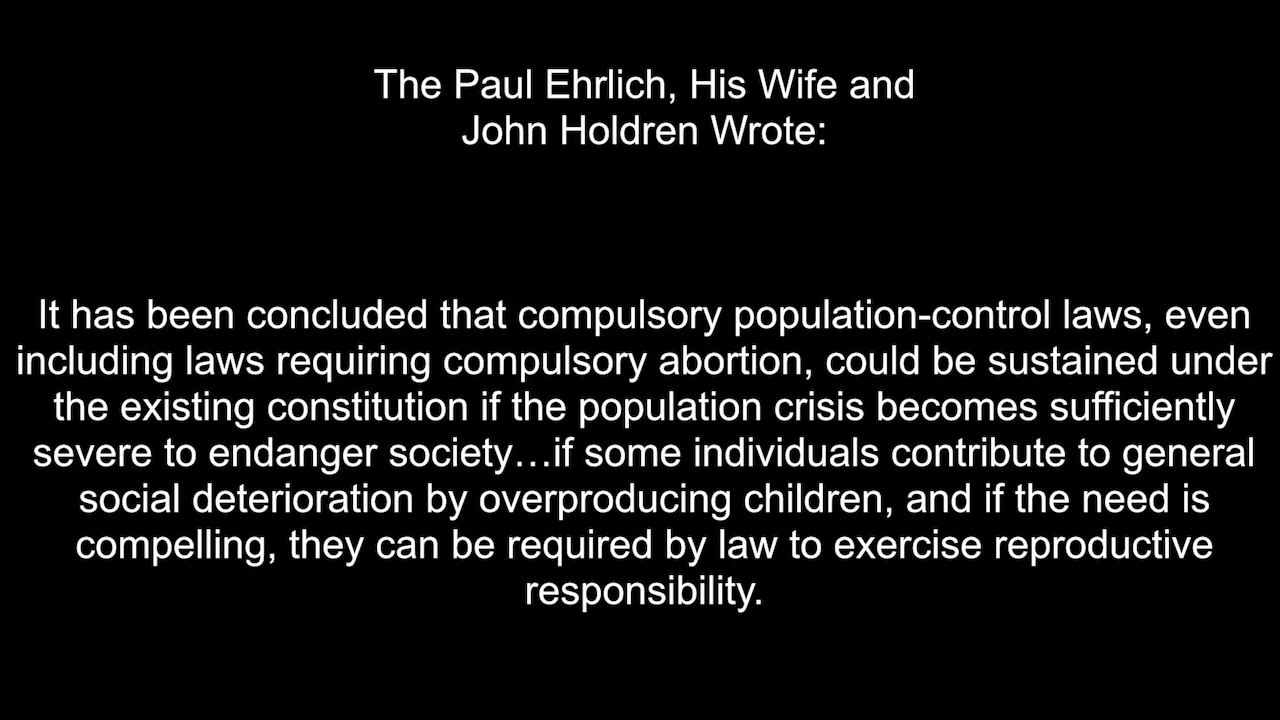 The Paul Ehrlich, His Wife and
John Holdren Wrote:
It has been concluded that compulsory population-control laws, even
including laws requiring compulsory abortion, could be sustained under
the existing constitution if the population crisis becomes sufficiently
severe to endanger society…if some individuals contribute to general
social deterioration by overproducing children, and if the need is
compelling, they can be required by law to exercise reproductive
responsibility.